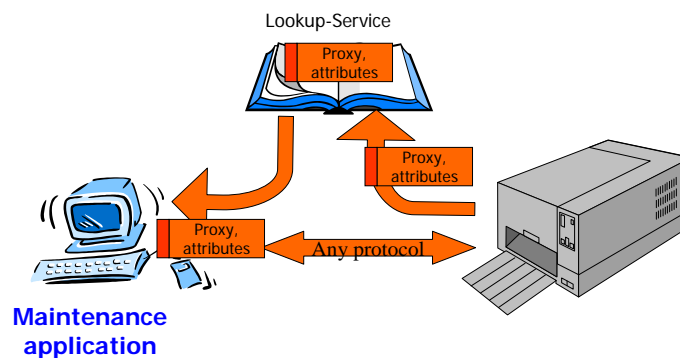 Lookup-Service
Proxy,
attributes
Proxy,
attributes
Proxy,
attributes
Any protocol
Maintenance
application